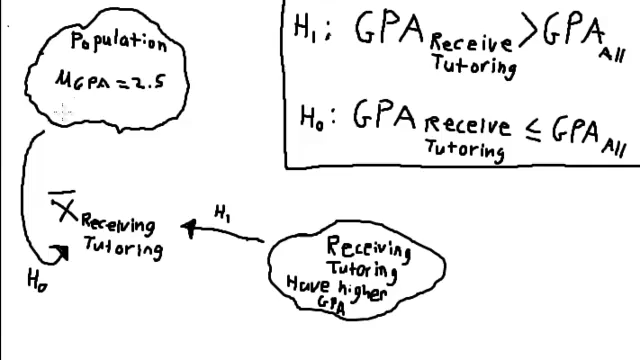 Population
μGPA = 2.5
H₁: GPA Receive Tutoring > GPA All
H₀: GPA Receive Tutoring ≤ GPA All
X̄ Receiving
Tutoring
H₁
H₀
Receiving
Tutoring
Have higher
GPA